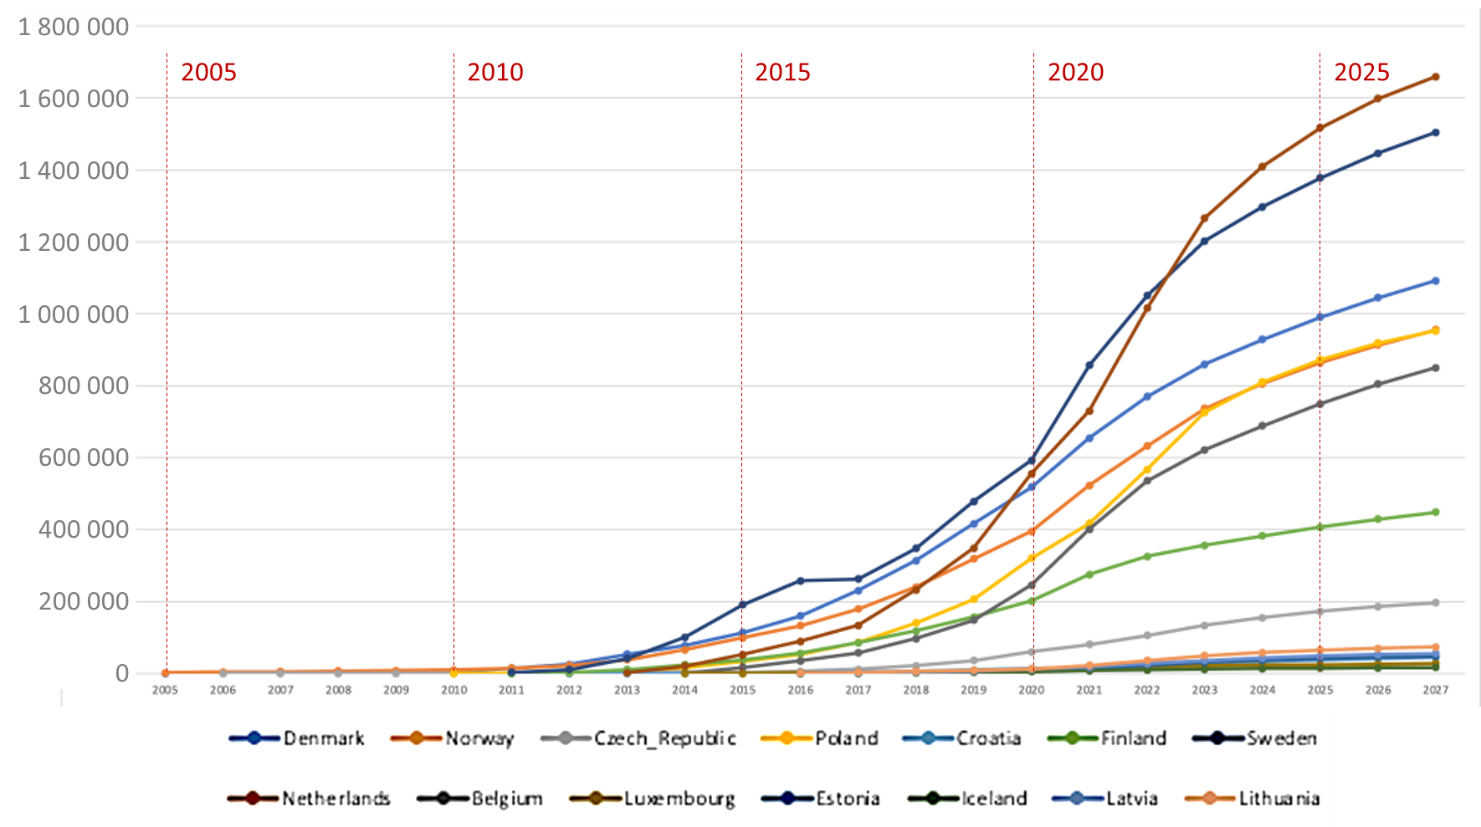 1 800 000
2005 2010 2015 2020 2025
1 600 000
1 400 000
1 200 000
1 000 000
800 000
600 000
400 000
200 000
0
2005 2006 2007 2008 2009 2010 2011 2012 2013 2014 2015 2016 2017 2018 2019 2020 2021 2022 2023 2024 2025 2026 2027
Denmark Norway Czech_Republic Poland Croatia Finland Sweden
Netherlands Belgium Luxembourg Estonia Iceland Latvia Lithuania